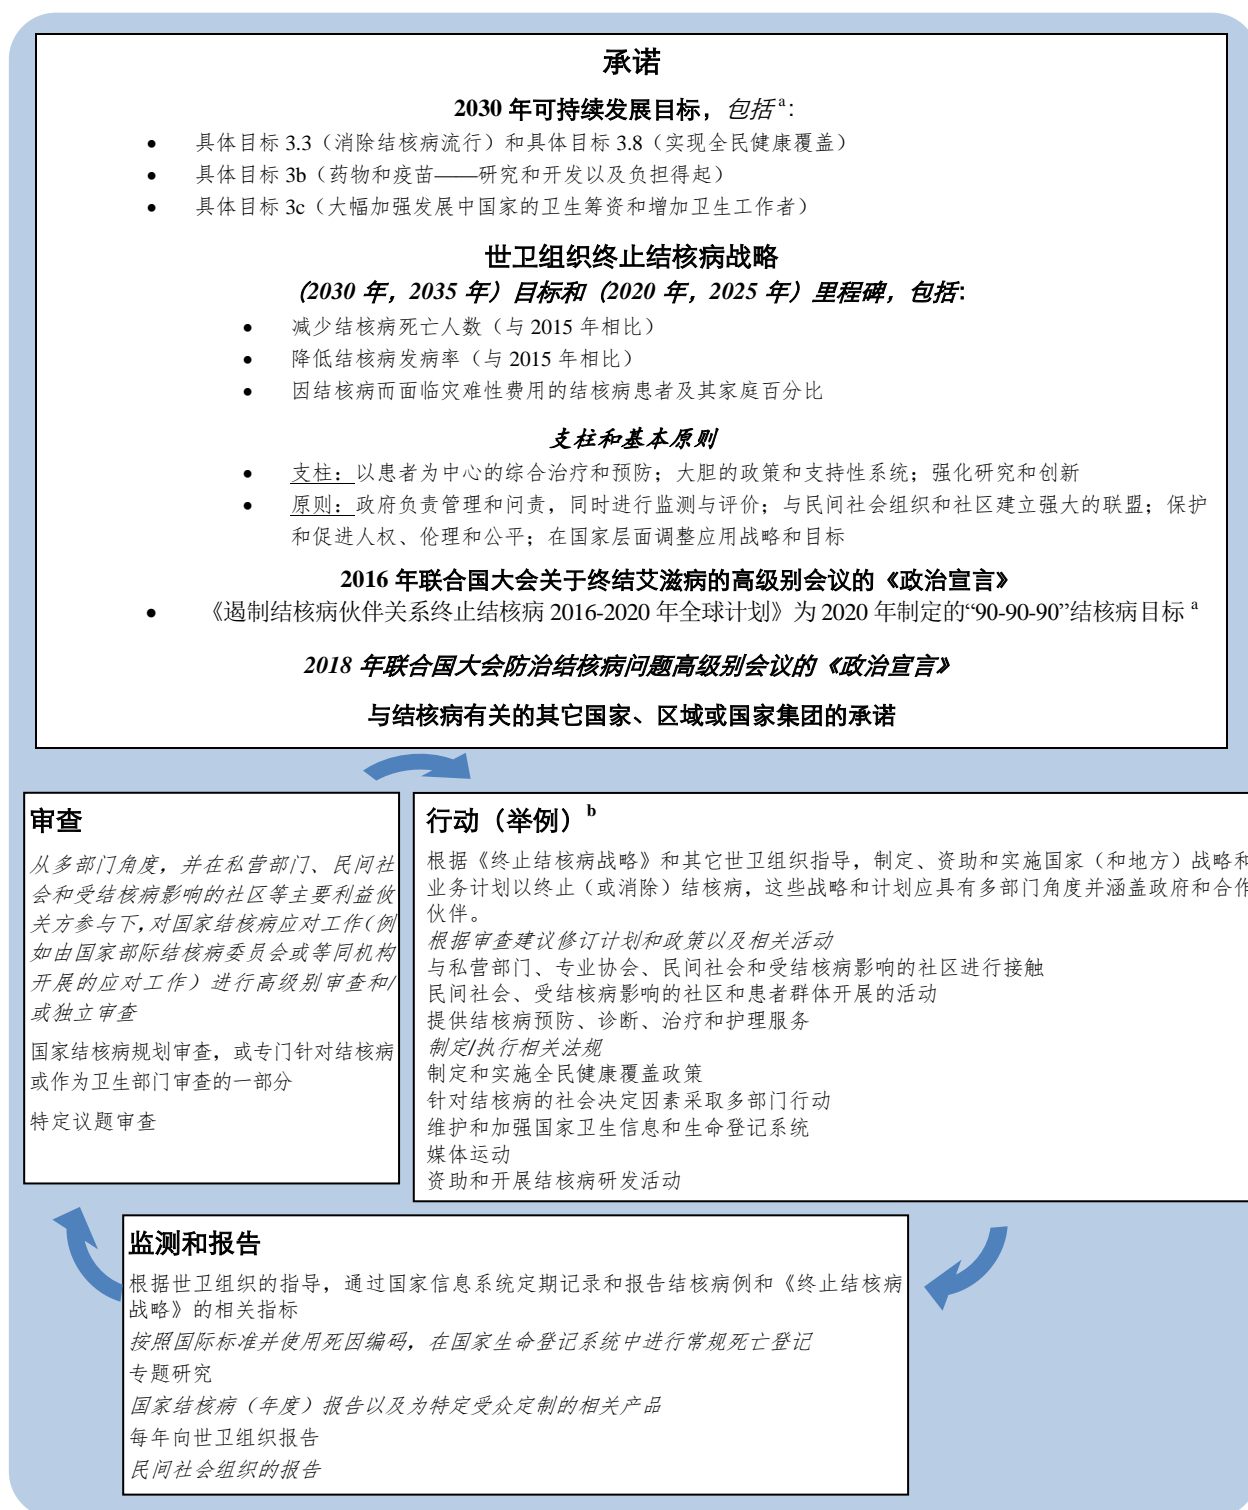 承诺
2030 年可持续发展目标，包括 a：
• 具体目标 3.3（消除结核病流行）和具体目标 3.8（实现全民健康覆盖）
• 具体目标 3b（药物和疫苗——研究和开发以及负担得起）
• 具体目标 3c（大幅加强发展中国家的卫生筹资和增加卫生工作者）
世卫组织终止结核病战略
（2030 年，2035 年）目标和（2020 年，2025 年）里程碑，包括：
• 减少结核病死亡人数（与 2015 年相比）
• 降低结核病发病率（与 2015 年相比）
• 因结核病而面临灾难性费用的结核病患者及其家庭百分比
支柱和基本原则
• 支柱：以患者为中心的综合治疗和预防；大胆的政策和支持性系统；强化研究和创新
• 原则：政府负责管理和问责，同时进行监测与评价；与民间社会组织和社区建立强大的联盟；保护
和促进人权、伦理和公平；在国家层面调整应用战略和目标
2016 年联合国大会关于终结艾滋病的高级别会议的《政治宣言》
• 《遏制结核病伙伴关系终止结核病 2016-2020 年全球计划》为 2020 年制定的“90-90-90”结核病目标 a
2018 年联合国大会防治结核病问题高级别会议的《政治宣言》
与结核病有关的其它国家、区域或国家集团的承诺
审查
从多部门角度，并在私营部门、民间社
会和受结核病影响的社区等主要利益攸
关方参与下，对国家结核病应对工作（例
如由国家部际结核病委员会或等同机构
开展的应对工作）进行高级别审查和/
或独立审查
国家结核病规划审查，或专门针对结核病
或作为卫生部门审查的一部分
特定议题审查
行动（举例）b
根据《终止结核病战略》和其它世卫组织指导，制定、资助和实施国家（和地方）战略和
业务计划以终止（或消除）结核病，这些战略和计划应具有多部门角度并涵盖政府和合作
伙伴。
根据审查建议修订计划和政策以及相关活动
与私营部门、专业协会、民间社会和受结核病影响的社区进行接触
民间社会、受结核病影响的社区和患者群体开展的活动
提供结核病预防、诊断、治疗和护理服务
制定/执行相关法规
制定和实施全民健康覆盖政策
针对结核病的社会决定因素采取多部门行动
维护和加强国家卫生信息和生命登记系统
媒体运动
资助和开展结核病研发活动
监测和报告
根据世卫组织的指导，通过国家信息系统定期记录和报告结核病例和《终止结核病
战略》的相关指标
按照国际标准并使用死因编码，在国家生命登记系统中进行常规死亡登记
专题研究
国家结核病（年度）报告以及为特定受众定制的相关产品
每年向世卫组织报告
民间社会组织的报告